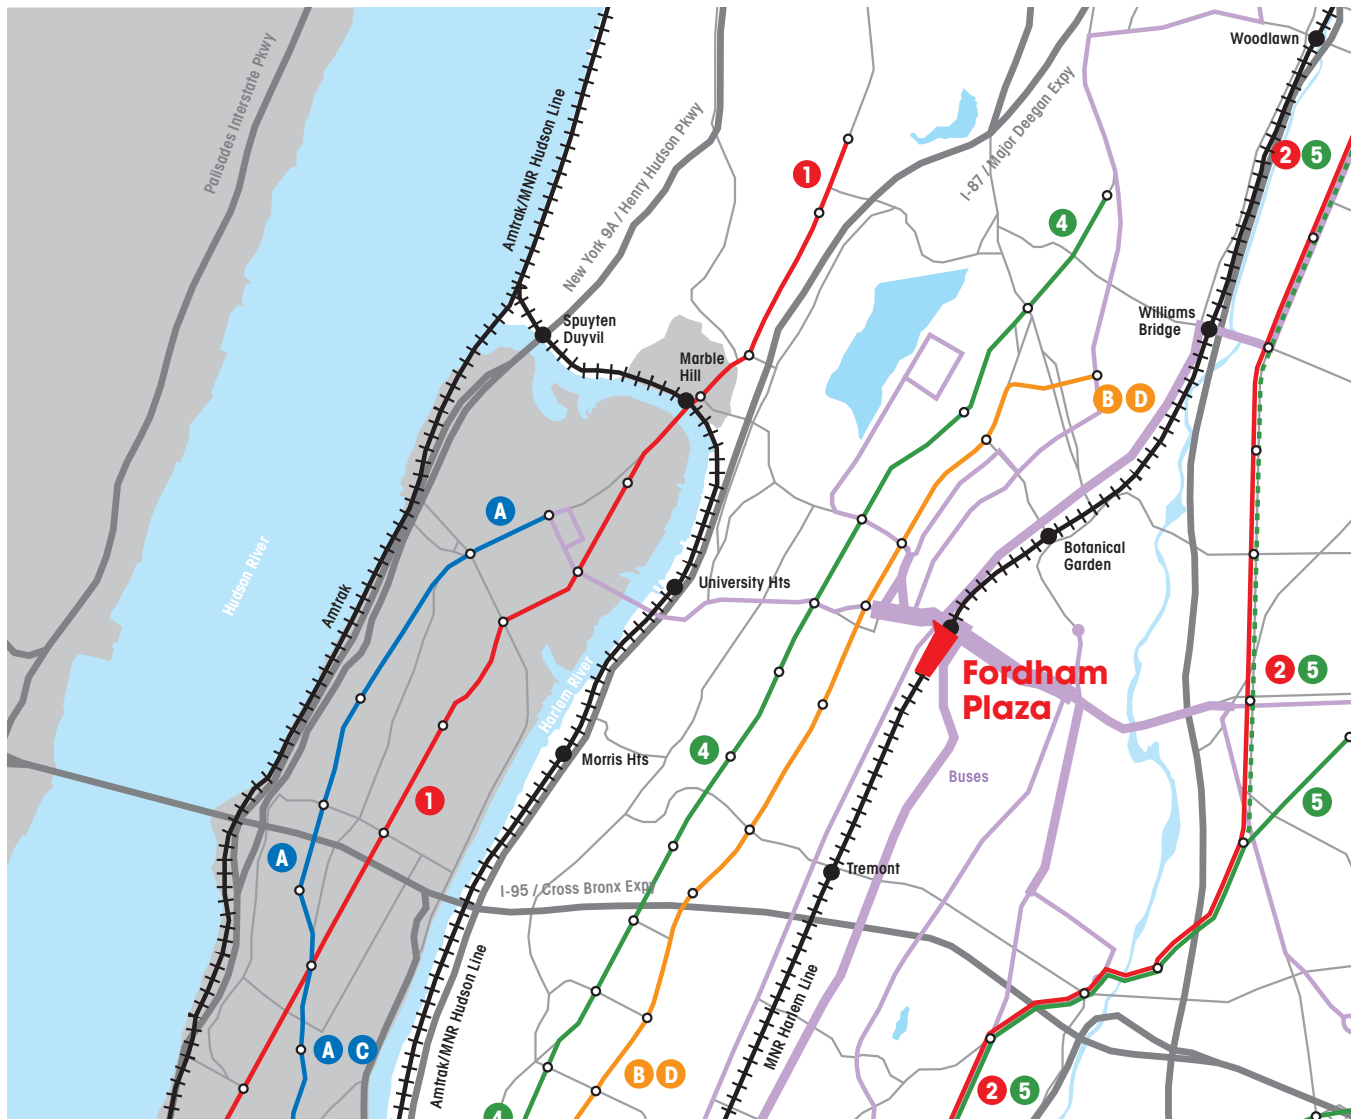 Woodlawn
Palisades Interstate Pkwy
Amtrak/MNR Hudson Line
New York 9A / Henry Hudson Pkwy
I-87 / Major Deegan Expy
1
2 5
4
Williams
Bridge
Spuyten
Duyvil
Marble
Hill
B D
A
Botanical
Garden
University Hts
Hudson River
Amtrak
Harlem River
Fordham
Plaza
2 5
4
Morris Hts
Buses
1
5
A
Tremont
I-95 / Cross Bronx Expy
Amtrak/MNR Hudson Line
MNR Harlem Line
A C
B D
2 5
4